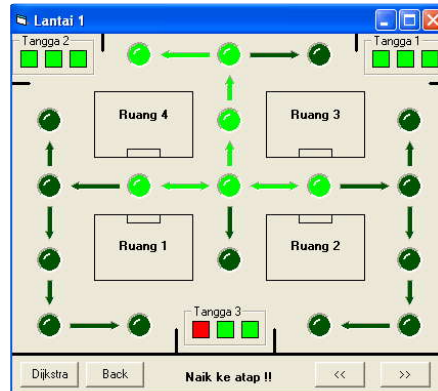 Lantai 1
Tangga 2
Tangga 1
Ruang 4
Ruang 3
Ruang 1
Ruang 2
Tangga 3
Dijkstra
Back
Naik ke atap !!
<<
>>